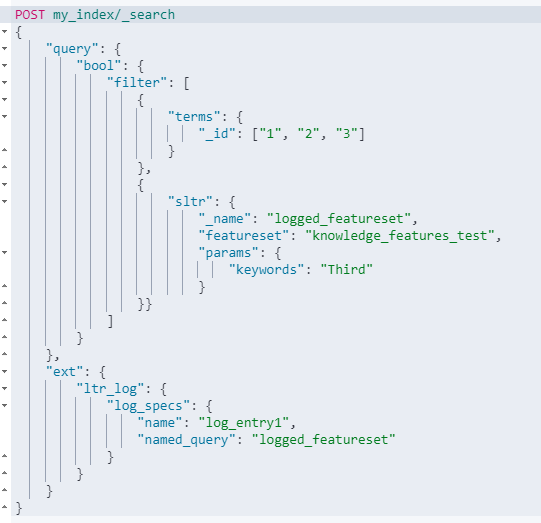 POST my_index/_search
{
    "query": {
        "bool": {
            "filter": [
                {
                    "terms": {
                        "_id": ["1", "2", "3"]
                    }
                },
                {
                    "sltr": {
                        "_name": "logged_featureset",
                        "featureset": "knowledge_features_test",
                        "params": {
                            "keywords": "Third"
                        }
                }}
            ]
        }
    },
    "ext": {
        "ltr_log": {
            "log_specs": {
                "name": "log_entry1",
                "named_query": "logged_featureset"
            }
        }
    }
}